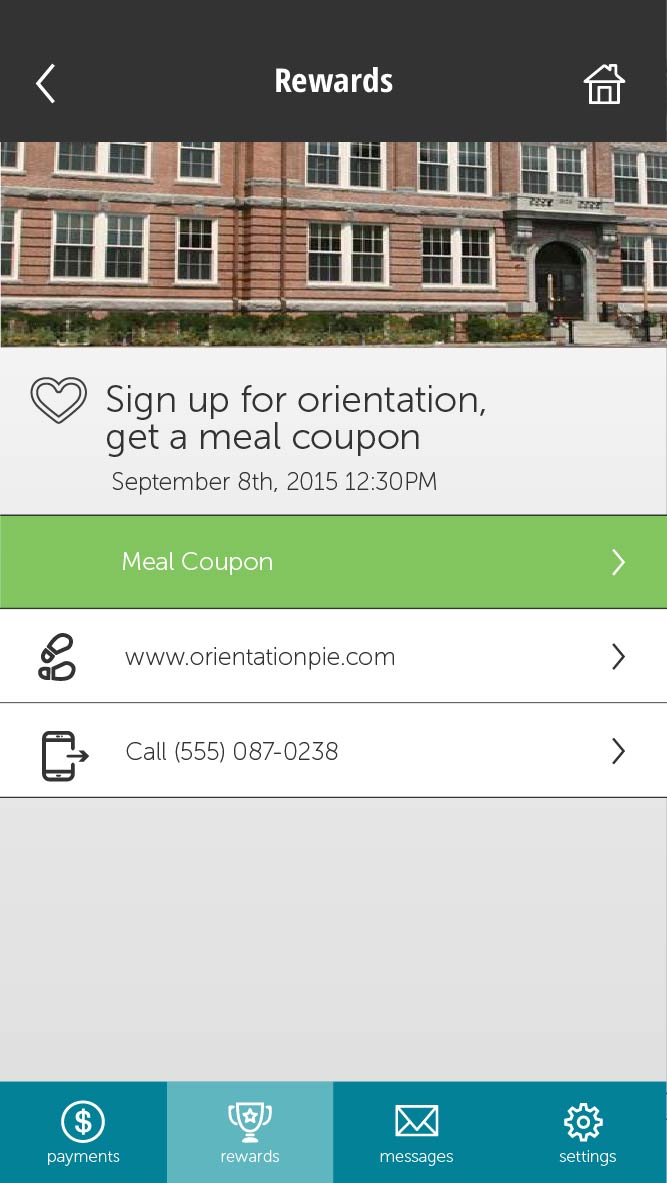 Rewards
Sign up for orientation,
get a meal coupon
September 8th, 2015 12:30PM
Meal Coupon
www.orientationpie.com
Call (555) 087-0238
payments
rewards
messages
settings